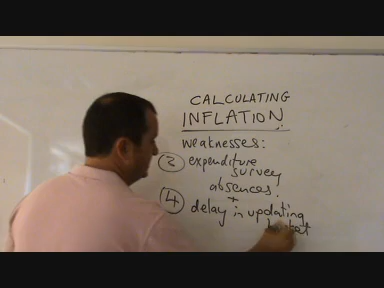 CALCULATING
INFLATION
weaknesses:
③ expenditure
survey
absences.
+
④ delay in updating